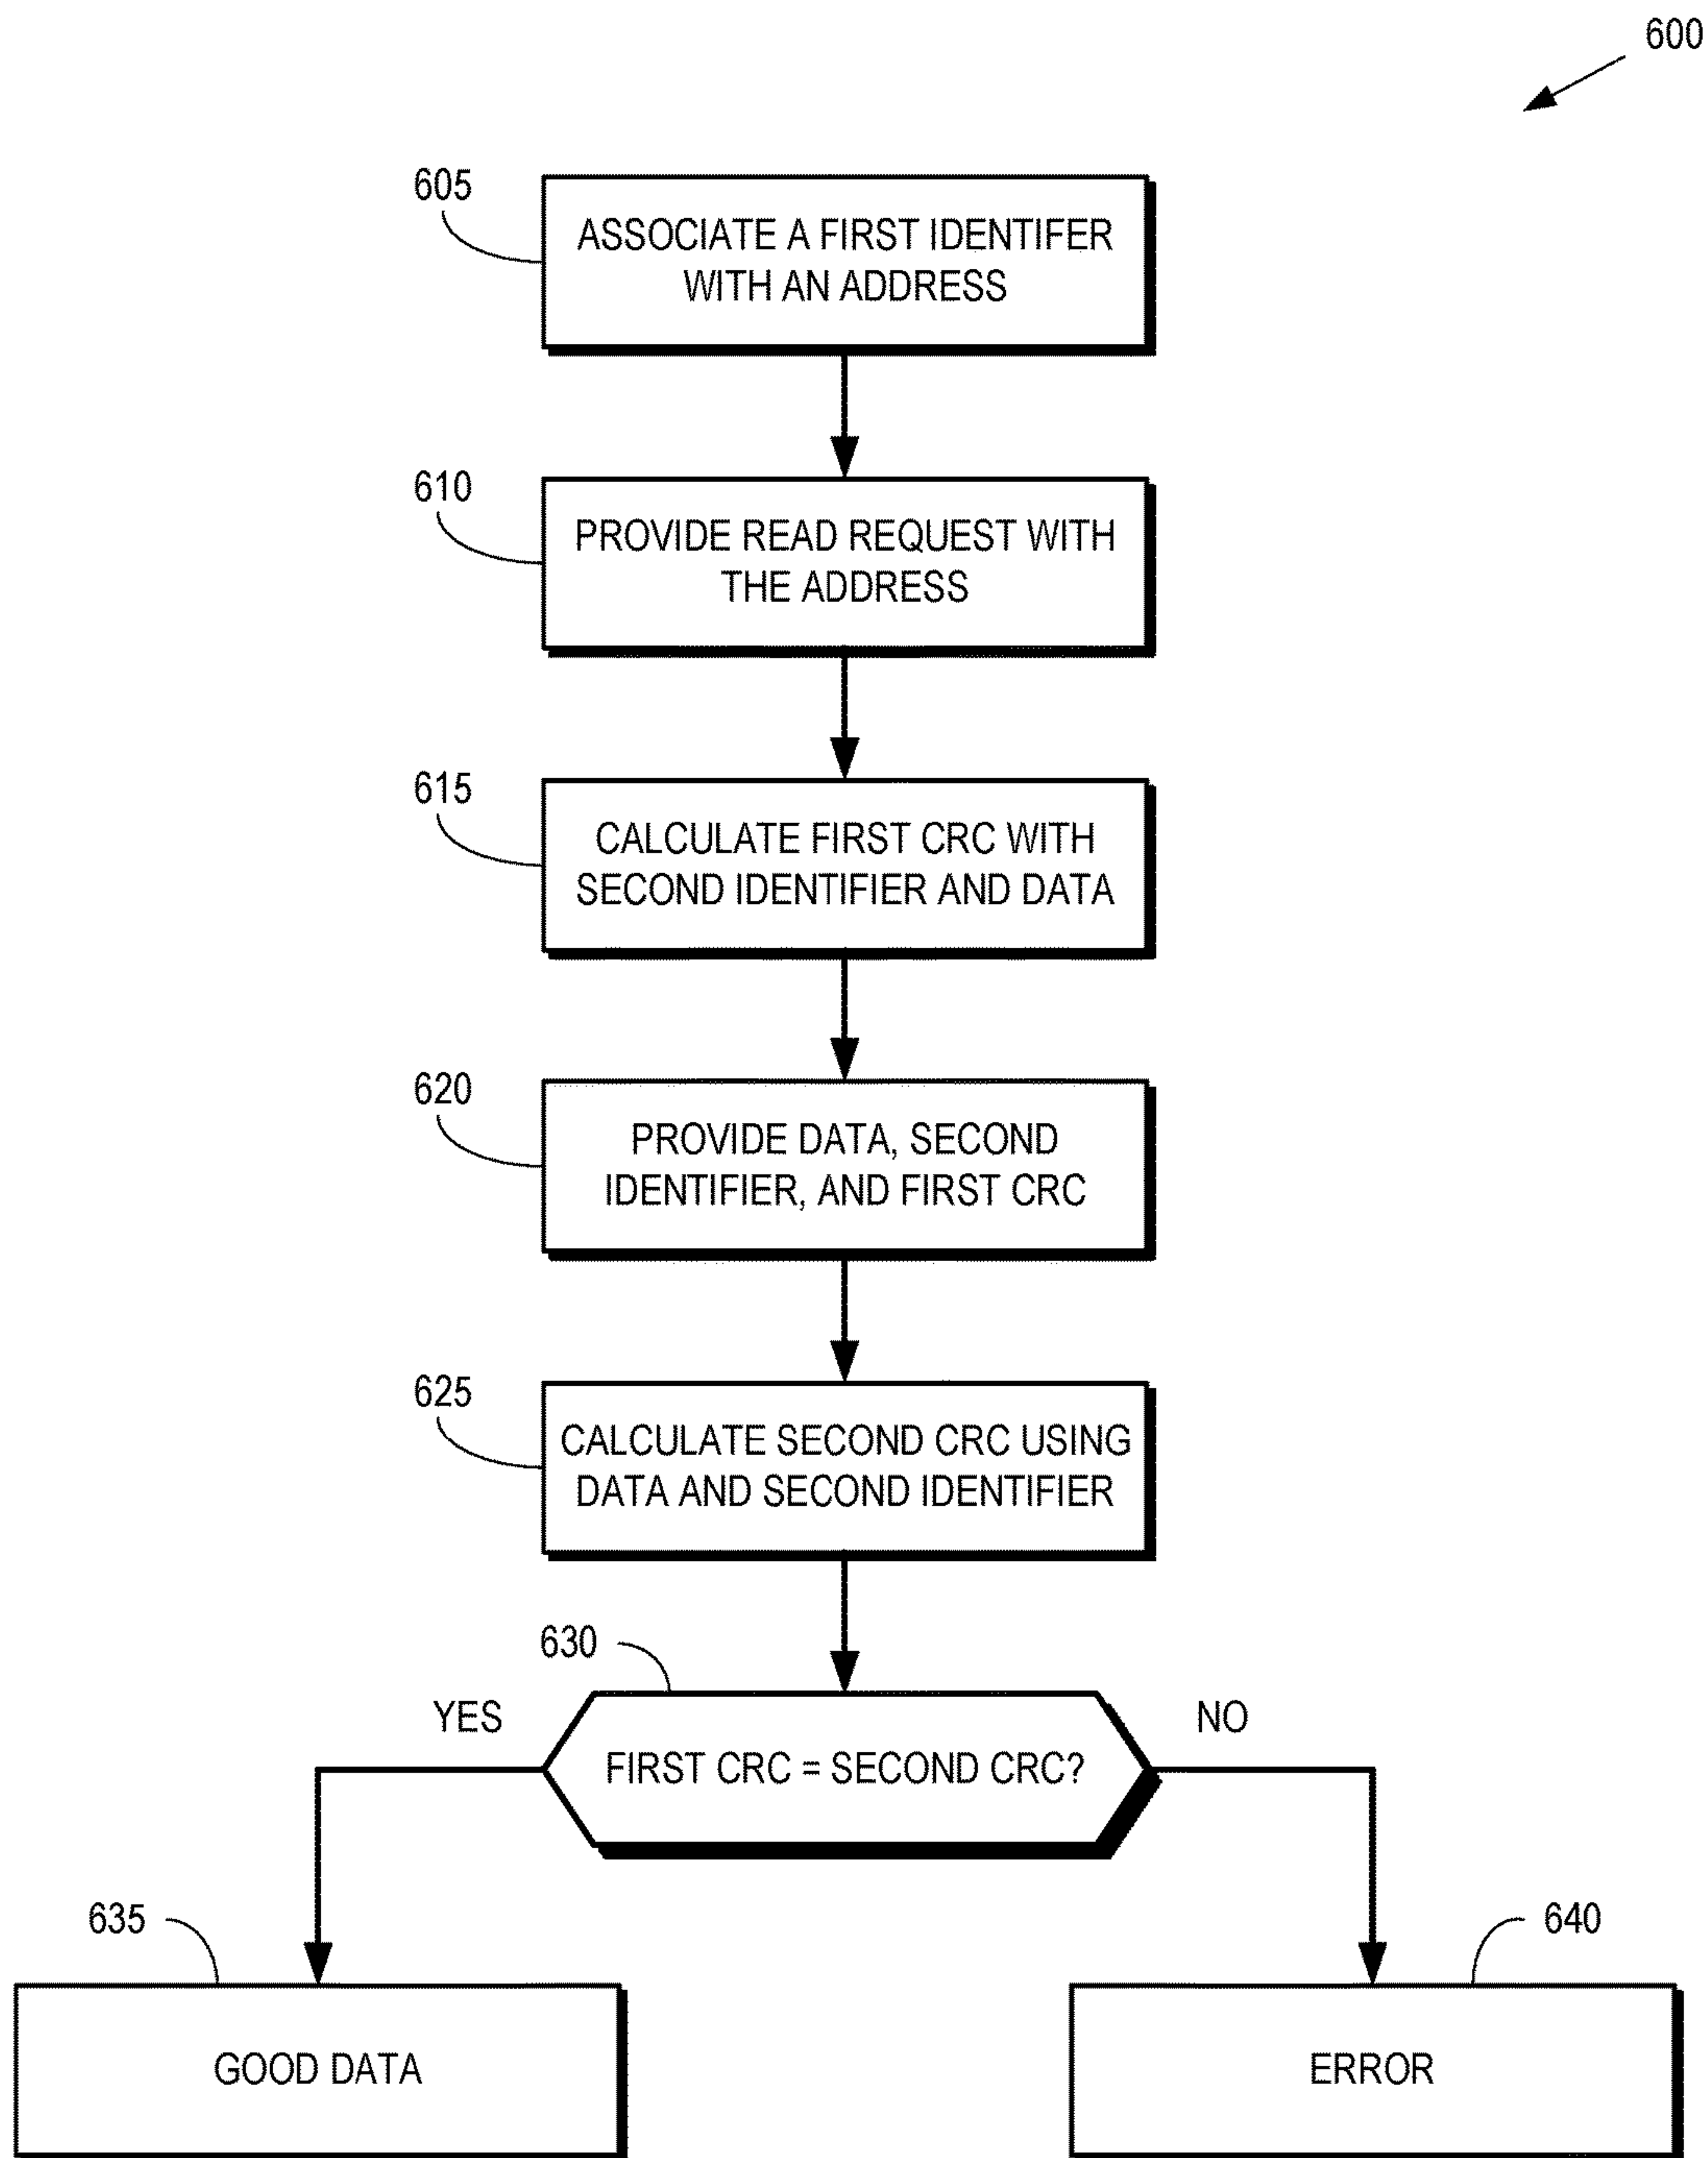 600
605
ASSOCIATE A FIRST IDENTIFER
WITH AN ADDRESS
610
PROVIDE READ REQUEST WITH
THE ADDRESS
615
CALCULATE FIRST CRC WITH
SECOND IDENTIFIER AND DATA
620
PROVIDE DATA, SECOND
IDENTIFIER, AND FIRST CRC
625
CALCULATE SECOND CRC USING
DATA AND SECOND IDENTIFIER
630
YES
NO
FIRST CRC = SECOND CRC?
635
640
GOOD DATA
ERROR